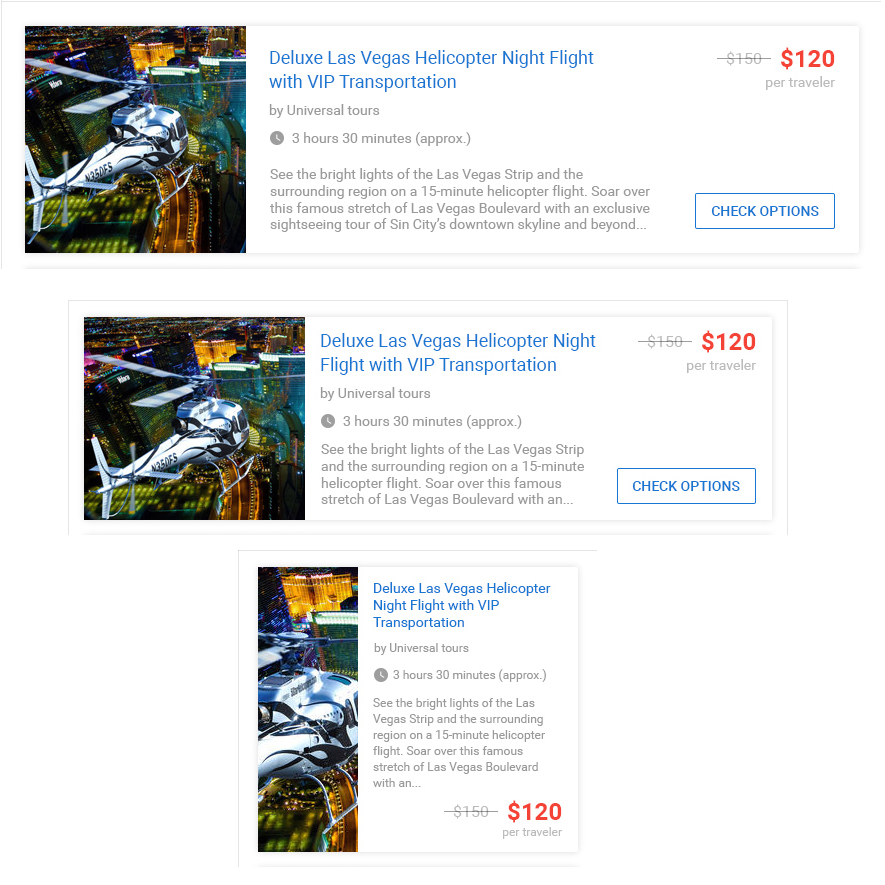 Deluxe Las Vegas Helicopter Night Flight
with VIP Transportation
$150 $120
per traveler
by Universal tours
3 hours 30 minutes (approx.)
See the bright lights of the Las Vegas Strip and the
surrounding region on a 15-minute helicopter flight. Soar over
this famous stretch of Las Vegas Boulevard with an exclusive
sightseeing tour of Sin City’s downtown skyline and beyond...
CHECK OPTIONS
N350FS
Deluxe Las Vegas Helicopter Night
Flight with VIP Transportation
$150 $120
per traveler
by Universal tours
3 hours 30 minutes (approx.)
See the bright lights of the Las Vegas Strip
and the surrounding region on a 15-minute
helicopter flight. Soar over this famous
stretch of Las Vegas Boulevard with an...
CHECK OPTIONS
N350FS
Deluxe Las Vegas Helicopter
Night Flight with VIP
Transportation
by Universal tours
3 hours 30 minutes (approx.)
See the bright lights of the Las
Vegas Strip and the surrounding
region on a 15-minute helicopter
flight. Soar over this famous
stretch of Las Vegas Boulevard
with an...
$150 $120
per traveler